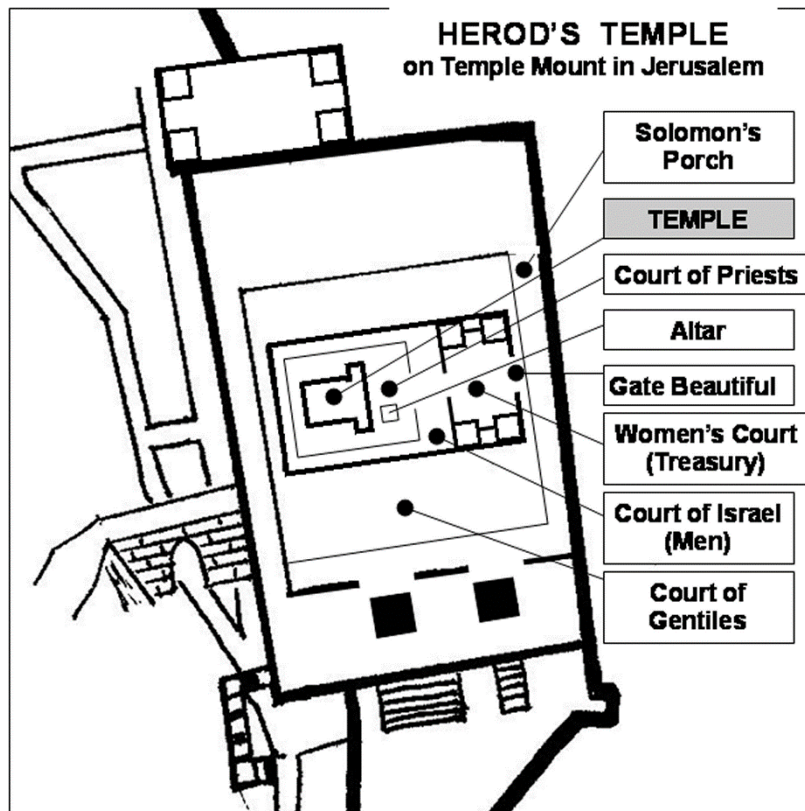 HEROD'S TEMPLE
on Temple Mount in Jerusalem
Solomon's
Porch
TEMPLE
Court of Priests
Altar
Gate Beautiful
Women's Court
(Treasury)
Court of Israel
(Men)
Court of
Gentiles